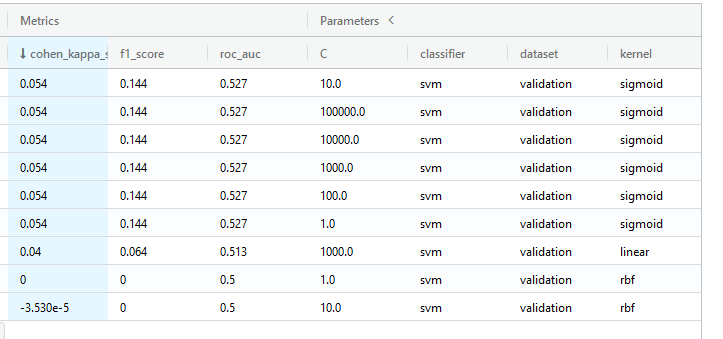 Metrics Parameters <
↓ cohen_kappa_s f1_score roc_auc C classifier dataset kernel
0.054 0.144 0.527 10.0 svm validation sigmoid
0.054 0.144 0.527 100000.0 svm validation sigmoid
0.054 0.144 0.527 10000.0 svm validation sigmoid
0.054 0.144 0.527 1000.0 svm validation sigmoid
0.054 0.144 0.527 100.0 svm validation sigmoid
0.054 0.144 0.527 1.0 svm validation sigmoid
0.04 0.064 0.513 1000.0 svm validation linear
0 0 0.5 1.0 svm validation rbf
-3.530e-5 0 0.5 10.0 svm validation rbf